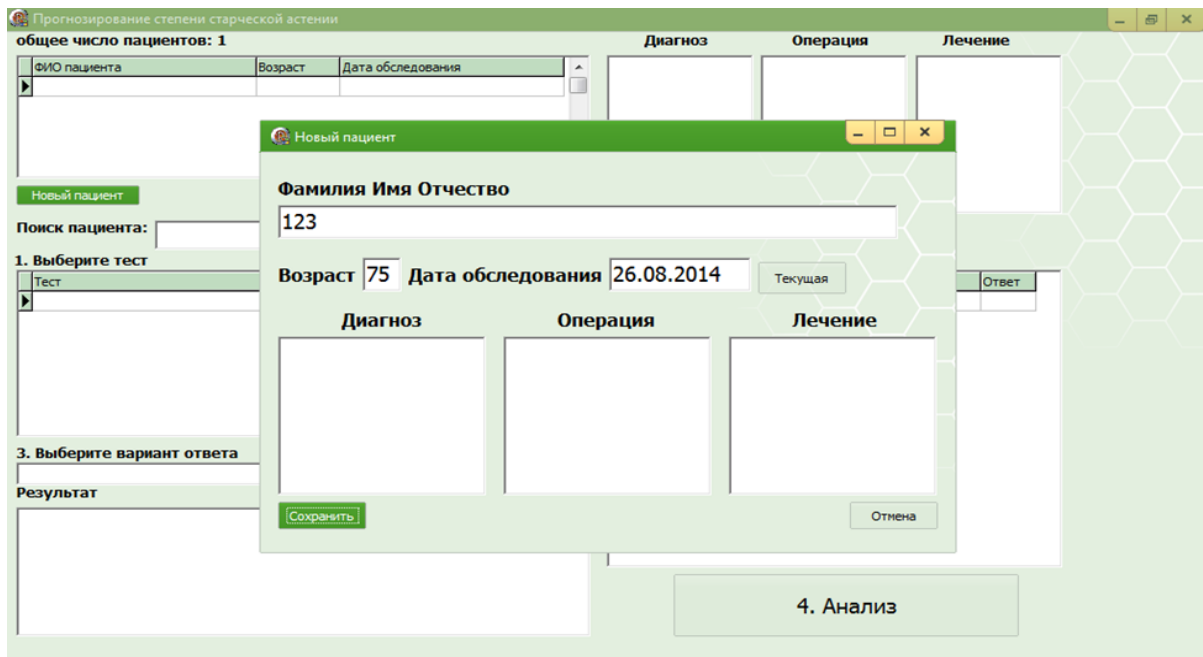 Прогнозирование степени старческой астении
общее число пациентов: 1
Диагноз Операция Лечение
ФИО пациента Возраст Дата обследования
Новый пациент
Поиск пациента:
1. Выберите тест
Тест
Ответ
3. Выберите вариант ответа
Результат
4. Анализ
Новый пациент
Фамилия Имя Отчество
123
Возраст 75 Дата обследования 26.08.2014 Текущая
Диагноз Операция Лечение
Сохранить Отмена